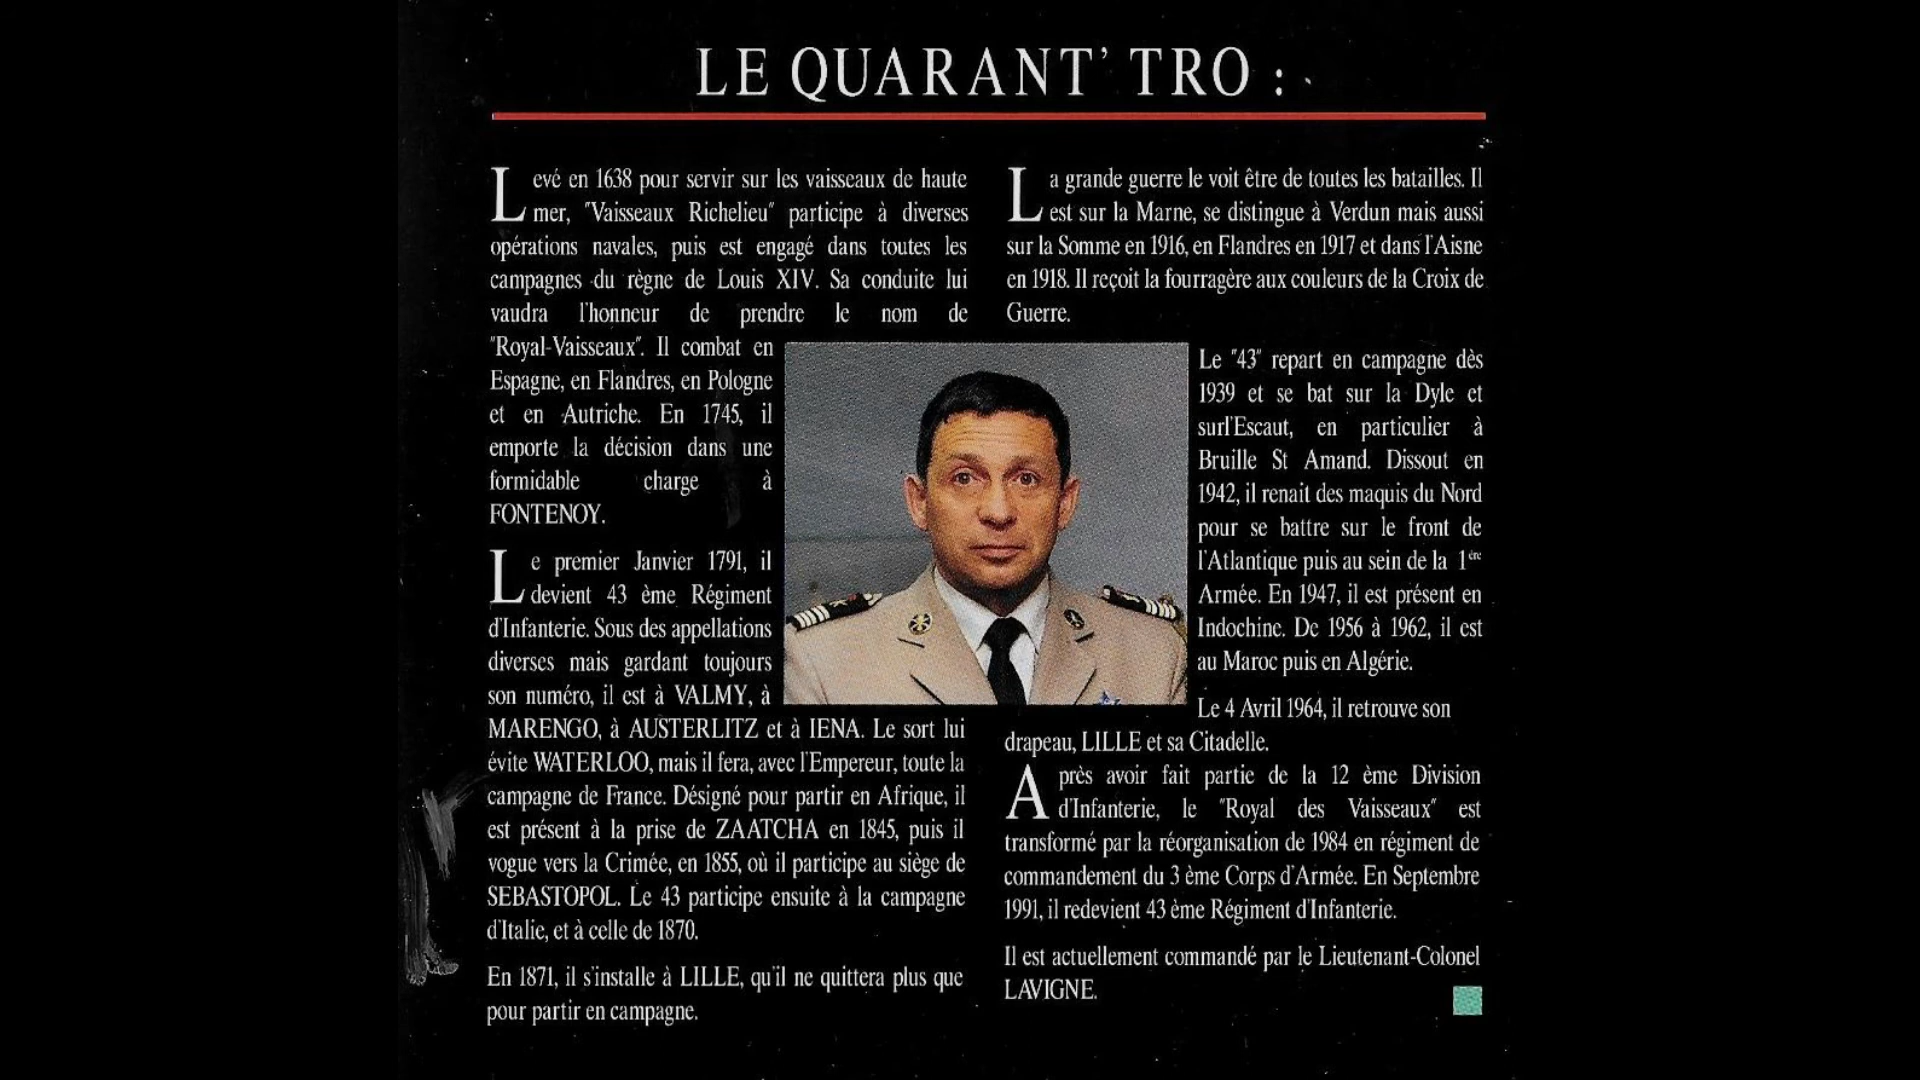 LE QUARANT' TRO :
Levé en 1638 pour servir sur les vaisseaux de haute
mer, "Vaisseaux Richelieu" participe à diverses
opérations navales, puis est engagé dans toutes les
campagnes du règne de Louis XIV. Sa conduite lui
vaudra l'honneur de prendre le nom de
"Royal-Vaisseaux". Il combat en
Espagne, en Flandres, en Pologne
et en Autriche. En 1745, il
emporte la décision dans une
formidable charge à
FONTENOY.
Le premier Janvier 1791, il
devient 43 ème Régiment
d'Infanterie. Sous des appellations
diverses mais gardant toujours
son numéro, il est à VALMY, à
MARENGO, à AUSTERLITZ et à IENA. Le sort lui
évite WATERLOO, mais il fera, avec l'Empereur, toute la
campagne de France. Désigné pour partir en Afrique, il
est présent à la prise de ZAATCHA en 1845, puis il
vogue vers la Crimée, en 1855, où il participe au siège de
SEBASTOPOL. Le 43 participe ensuite à la campagne
d'Italie, et à celle de 1870.
En 1871, il s'installe à LILLE, qu'il ne quittera plus que
pour partir en campagne.
La grande guerre le voit être de toutes les batailles. Il
est sur la Marne, se distingue à Verdun mais aussi
sur la Somme en 1916, en Flandres en 1917 et dans l'Aisne
en 1918. Il reçoit la fourragère aux couleurs de la Croix de
Guerre.
Le "43" repart en campagne dès
1939 et se bat sur la Dyle et
surl'Escaut, en particulier à
Bruille St Amand. Dissout en
1942, il renait des maquis du Nord
pour se battre sur le front de
l'Atlantique puis au sein de la 1ère
Armée. En 1947, il est présent en
Indochine. De 1956 à 1962, il est
au Maroc puis en Algérie.
Le 4 Avril 1964, il retrouve son
drapeau, LILLE et sa Citadelle.
Après avoir fait partie de la 12 ème Division
d'Infanterie, le "Royal des Vaisseaux" est
transformé par la réorganisation de 1984 en régiment de
commandement du 3 ème Corps d'Armée. En Septembre
1991, il redevient 43 ème Régiment d'Infanterie.
Il est actuellement commandé par le Lieutenant-Colonel
LAVIGNE.